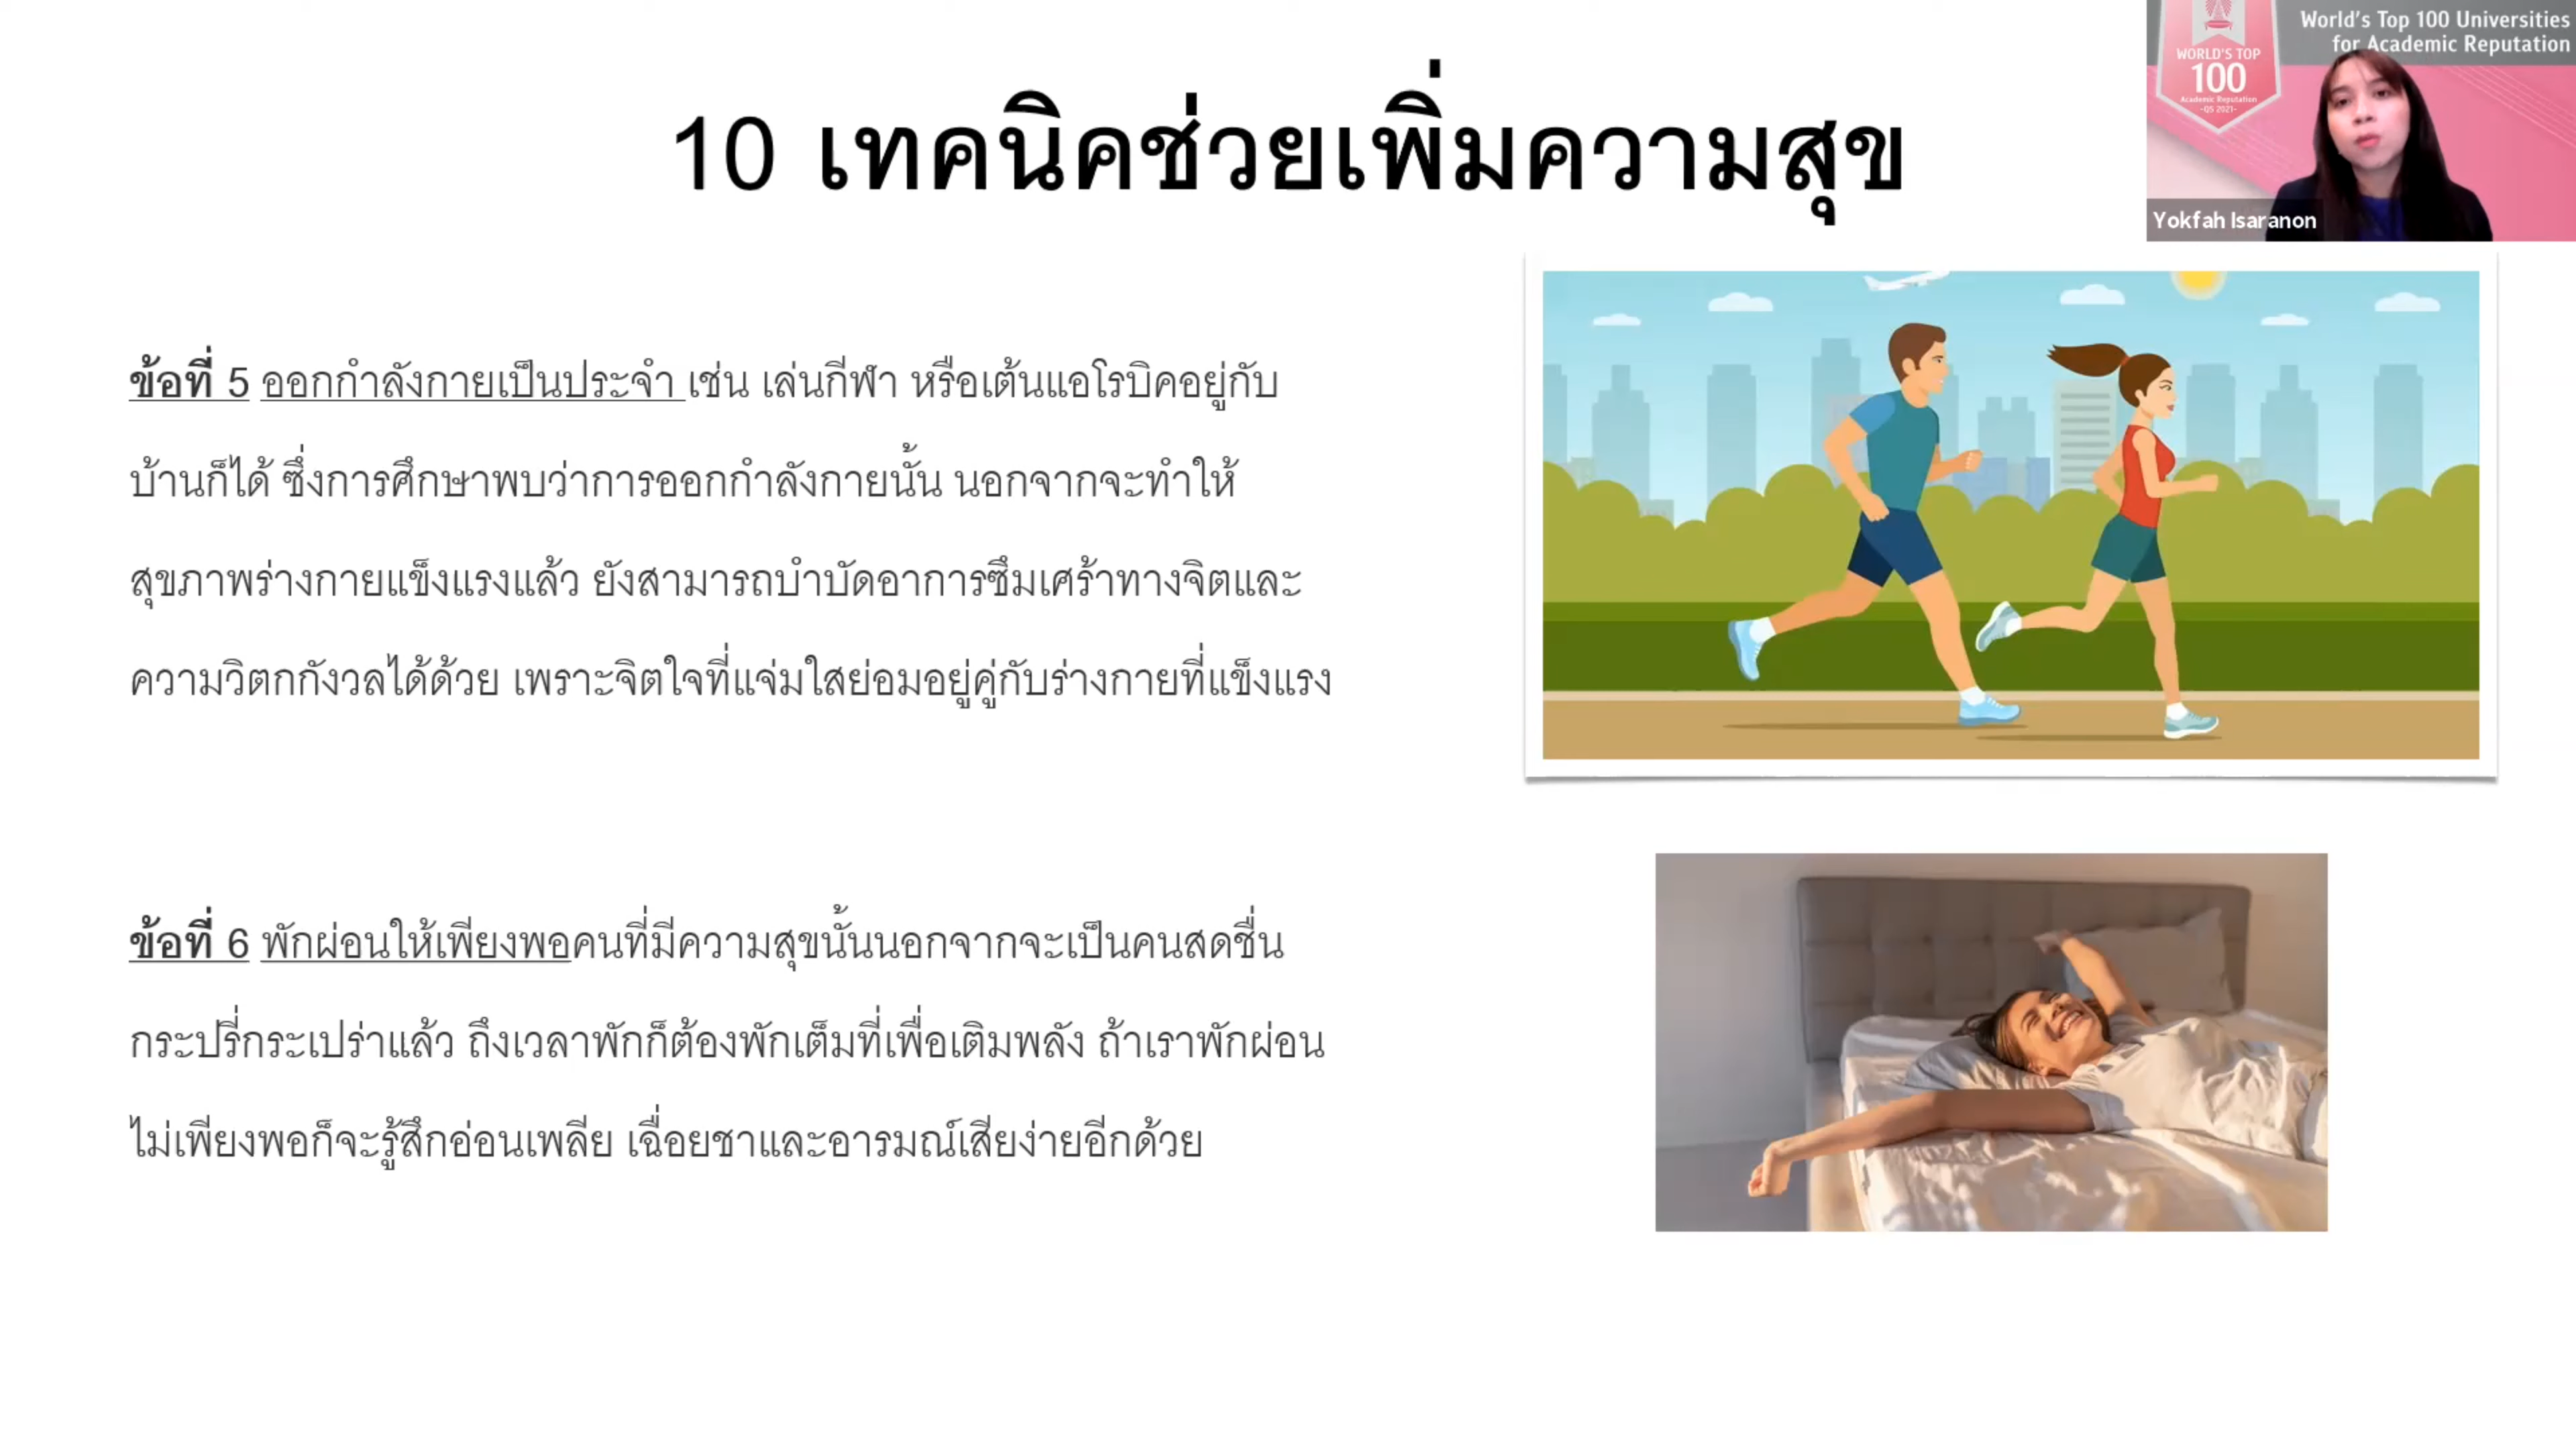 World's Top 100 Universities
for Academic Reputation
WORLD'S TOP
100
Academic Reputation
-QS 2021-
Yokfah Isaranon
10 เทคนิคช่วยเพิ่มความสุข
ข้อที่ 5 ออกกำลังกายเป็นประจำ เช่น เล่นกีฬา หรือเต้นแอโรบิคอยู่กับ
บ้านก็ได้ ซึ่งการศึกษาพบว่าการออกกำลังกายนั้น นอกจากจะทำให้
สุขภาพร่างกายแข็งแรงแล้ว ยังสามารถบำบัดอาการซึมเศร้าทางจิตและ
ความวิตกกังวลได้ด้วย เพราะจิตใจที่แจ่มใสย่อมอยู่คู่กับร่างกายที่แข็งแรง
ข้อที่ 6 พักผ่อนให้เพียงพอคนที่มีความสุขนั้นนอกจากจะเป็นคนสดชื่น
กระปรี่กระเปร่าแล้ว ถึงเวลาพักก็ต้องพักเต็มที่เพื่อเติมพลัง ถ้าเราพักผ่อน
ไม่เพียงพอก็จะรู้สึกอ่อนเพลีย เฉื่อยชาและอารมณ์เสียง่ายอีกด้วย